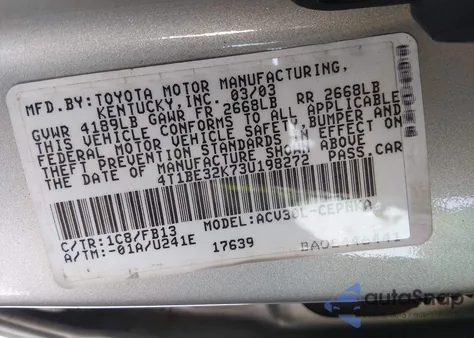 MFD.BY:TOYOTA MOTOR MANUFACTURING,
KENTUCKY,INC. 03/03
GVWR 4189LB GAWR FR 2668LB RR 2668LB
THIS VEHICLE CONFORMS TO ALL APPLICABLE
FEDERAL MOTOR VEHICLE SAFETY,BUMPER AND
THEFT PREVENTION STANDARDS IN EFFECT ON
THE DATE OF MANUFACTURE SHOWN ABOVE
4T1BE32K73U198272 PASS.CAR
C/TR:1C8/FB13 MODEL:ACV30L-CEPNKA
A/TM:-01A/U241E 17639
autoSnap